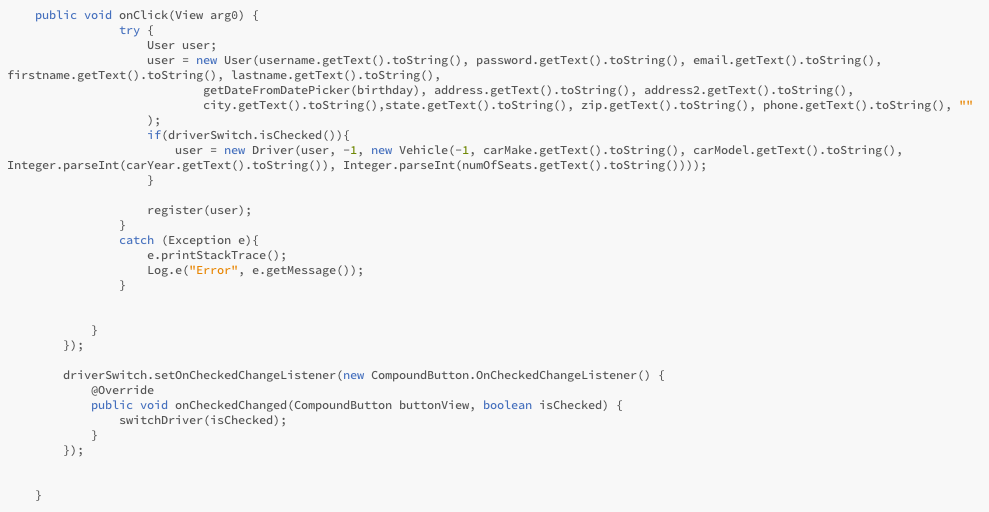 public void onClick(View arg0) {
try {
User user;
user = new User(username.getText().toString(), password.getText().toString(), email.getText().toString(),
firstname.getText().toString(), lastname.getText().toString(),
getDateFromDatePicker(birthday), address.getText().toString(), address2.getText().toString(),
city.getText().toString(),state.getText().toString(), zip.getText().toString(), phone.getText().toString(), ""
);
if(driverSwitch.isChecked()){
user = new Driver(user, -1, new Vehicle(-1, carMake.getText().toString(), carModel.getText().toString(),
Integer.parseInt(carYear.getText().toString()), Integer.parseInt(numOfSeats.getText().toString())));
}
register(user);
}
catch (Exception e){
e.printStackTrace();
Log.e("Error", e.getMessage());
}
}
});
driverSwitch.setOnCheckedChangeListener(new CompoundButton.OnCheckedChangeListener() {
@Override
public void onCheckedChanged(CompoundButton buttonView, boolean isChecked) {
switchDriver(isChecked);
}
});
}